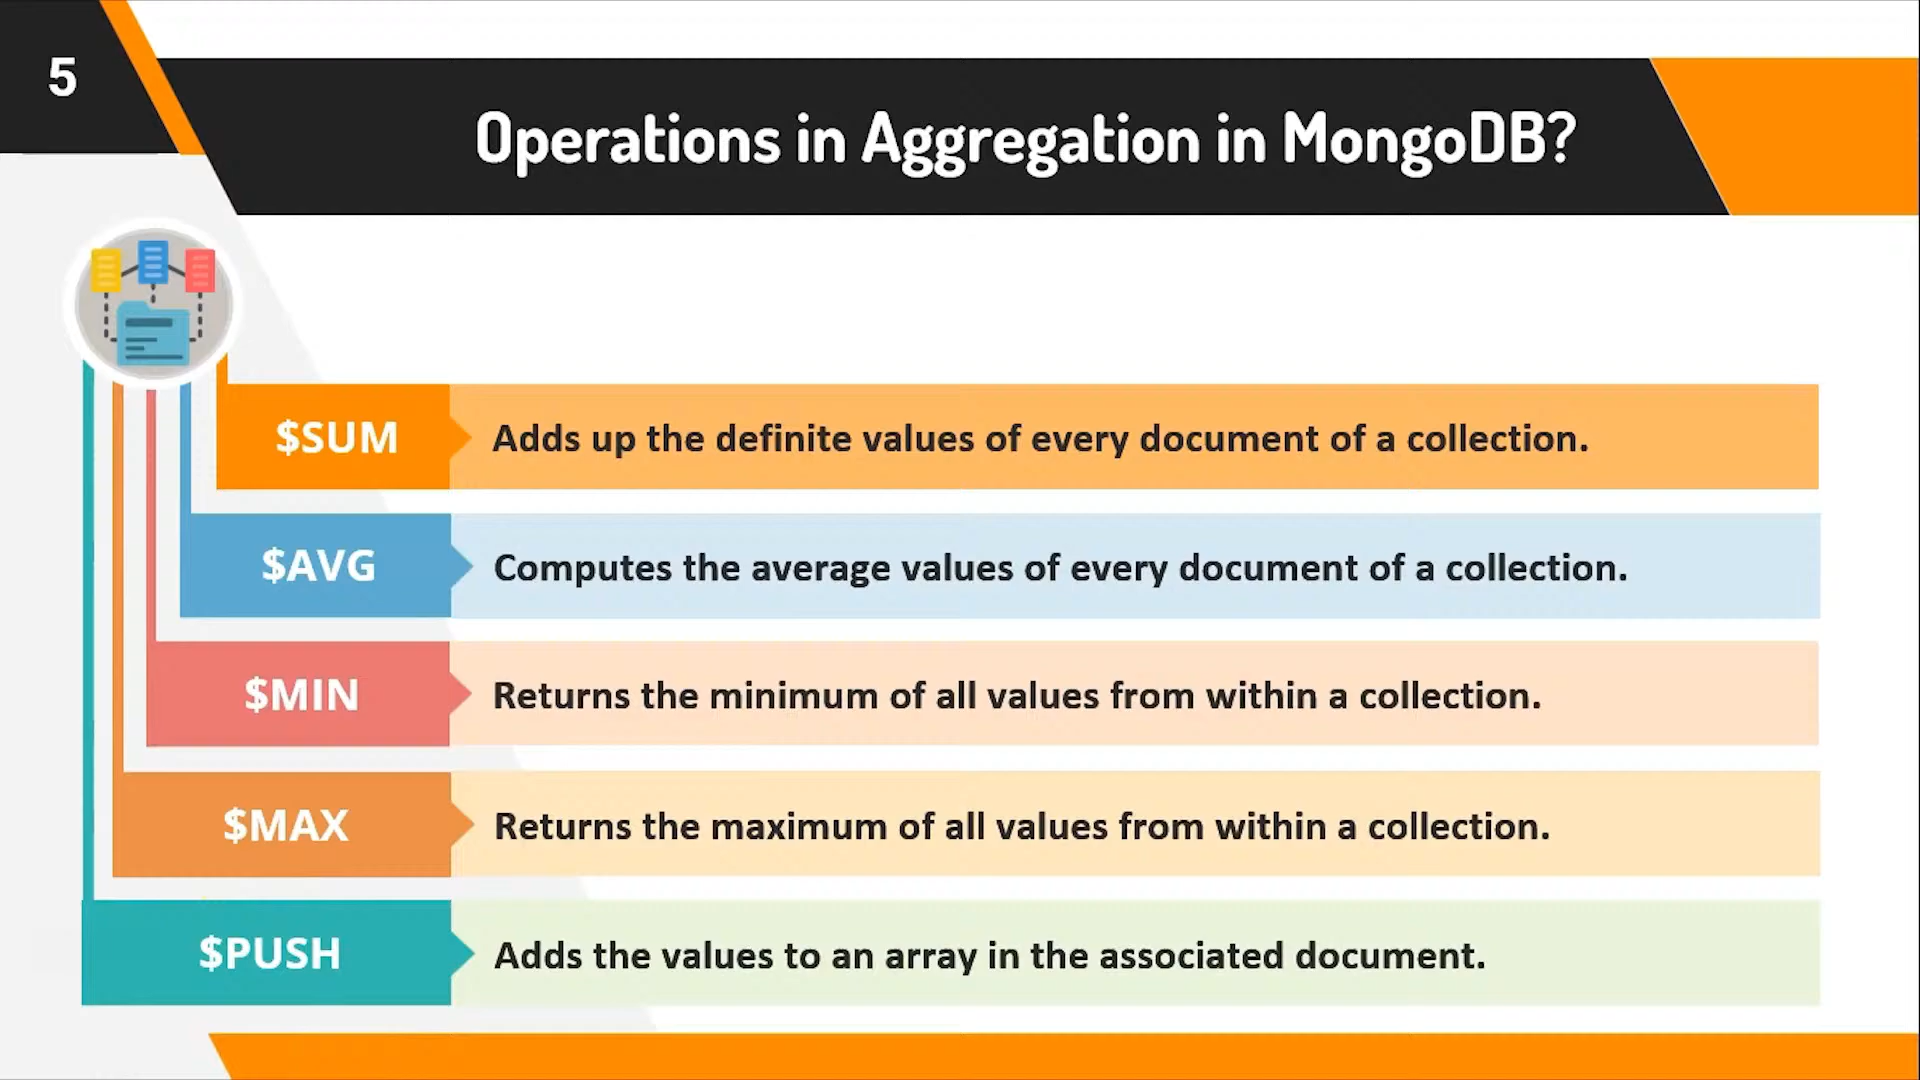 5
Operations in Aggregation in MongoDB?
$SUM
Adds up the definite values of every document of a collection.
$AVG
Computes the average values of every document of a collection.
$MIN
Returns the minimum of all values from within a collection.
$MAX
Returns the maximum of all values from within a collection.
$PUSH
Adds the values to an array in the associated document.